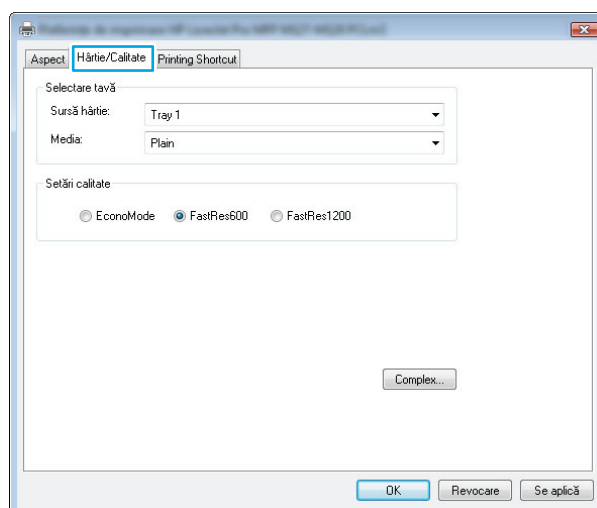 Aspect Hârtie/Calitate Printing Shortcut
Selectare tavă
Sursă hârtie: Tray 1
Media: Plain
Setări calitate
EconoMode FastRes600 FastRes1200
Complex...
OK Revocare Se aplică